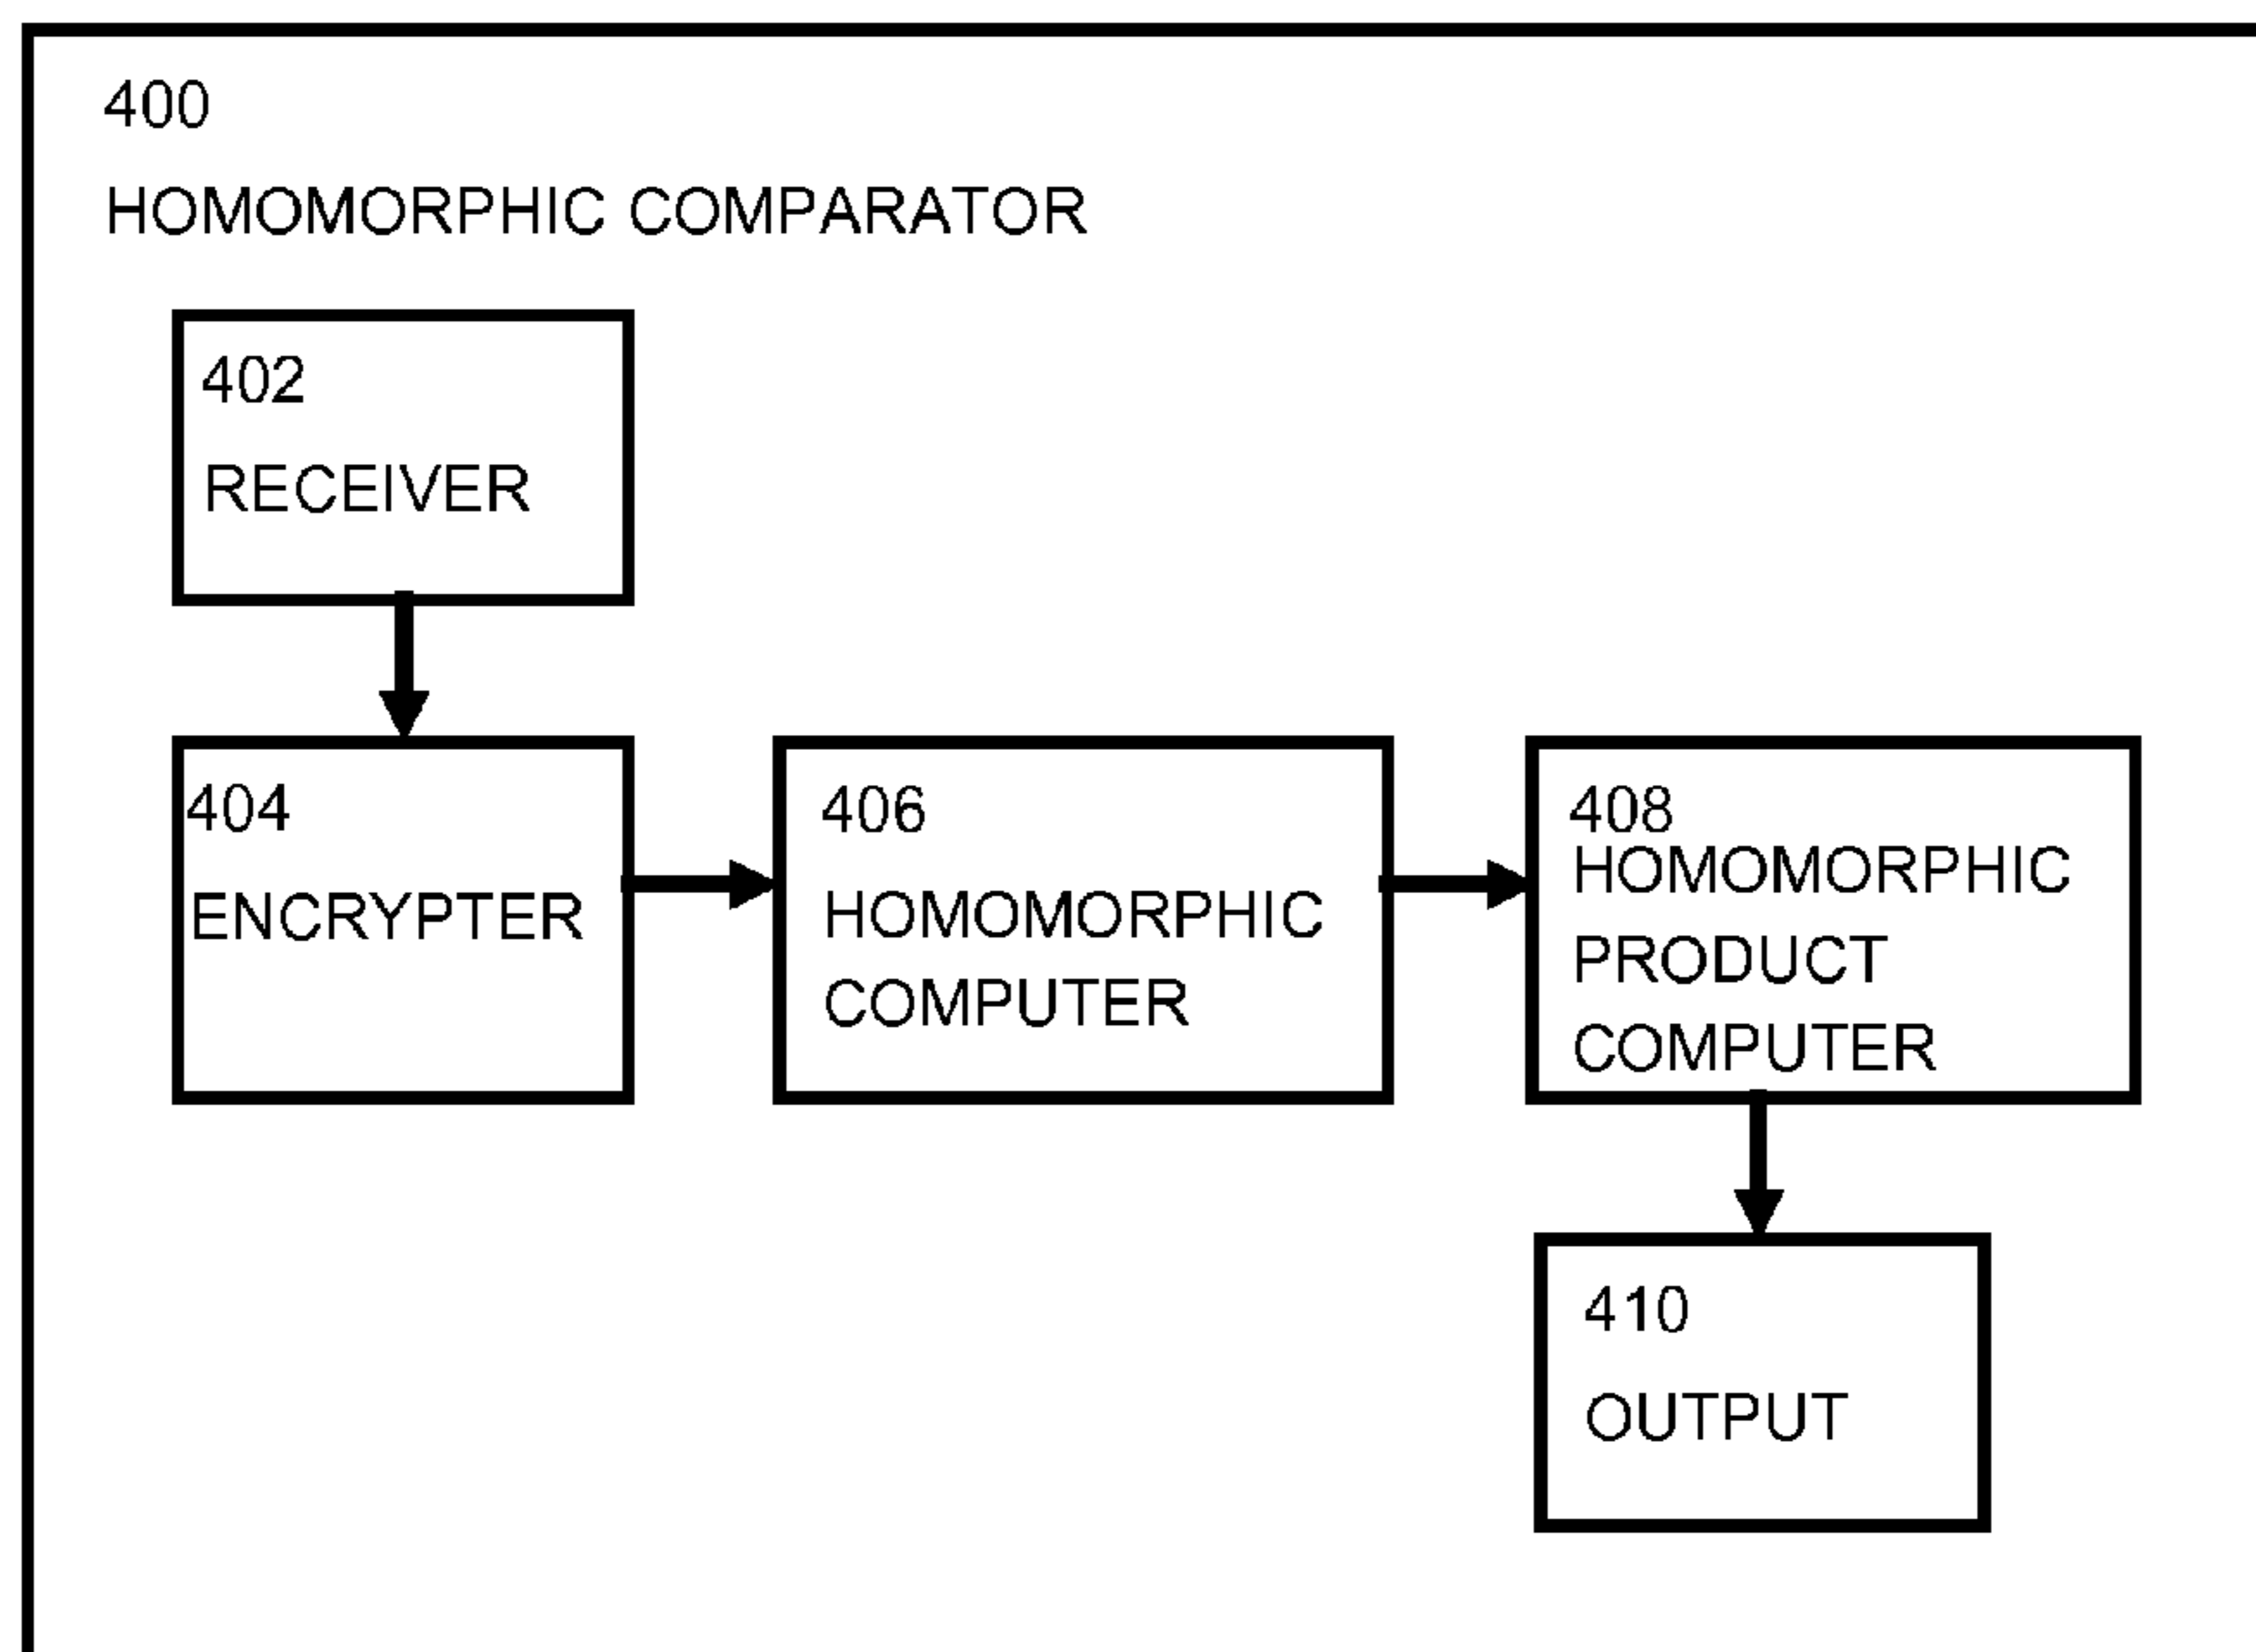 400
HOMOMORPHIC COMPARATOR
402
RECEIVER
404
ENCRYPTER
406
HOMOMORPHIC
COMPUTER
408
HOMOMORPHIC
PRODUCT
COMPUTER
410
OUTPUT